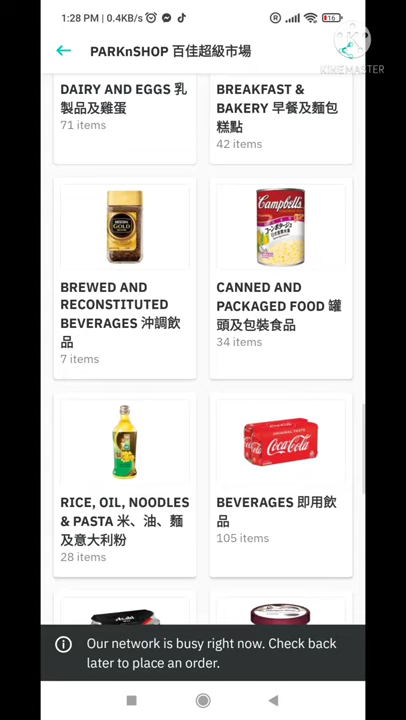 1:28 PM | 0.4KB/s
16
PARKnSHOP 百佳超級市場
KINEMASTER
DAIRY AND EGGS 乳
製品及雞蛋
71 items
BREAKFAST &
BAKERY 早餐及麵包
糕點
42 items
GOLD
Campbell's
BREWED AND
RECONSTITUTED
BEVERAGES 沖調飲
品
7 items
CANNED AND
PACKAGED FOOD 罐
頭及包裝食品
34 items
ORIGINAL TASTE
Coca-Cola
RICE, OIL, NOODLES
& PASTA 米、油、麵
及意大利粉
28 items
BEVERAGES 即用飲
品
105 items
Our network is busy right now. Check back
later to place an order.